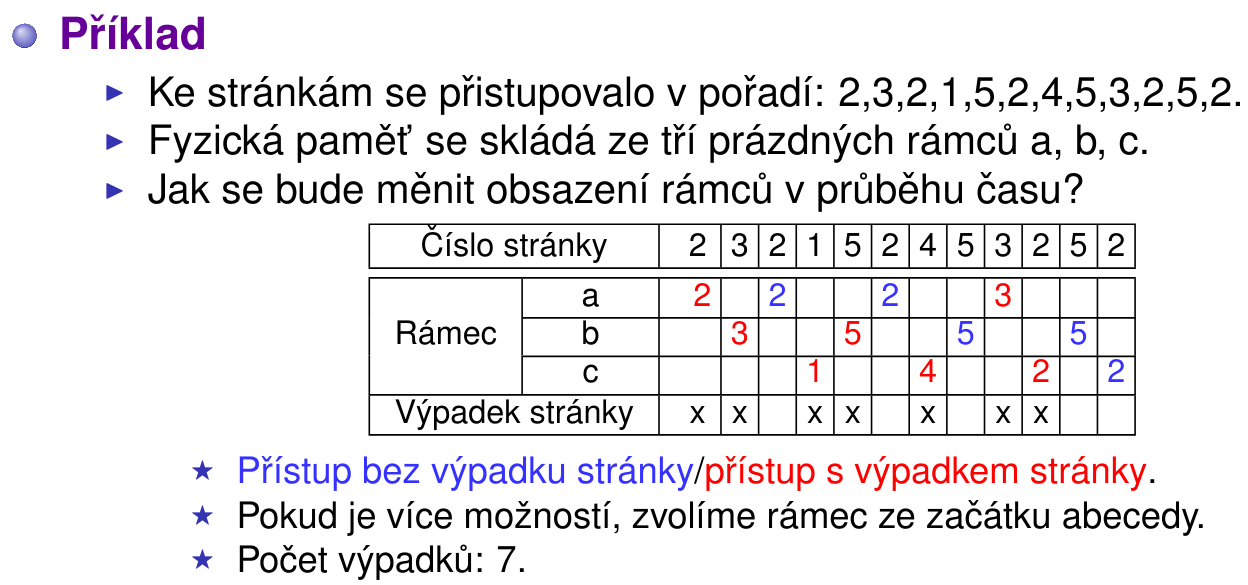 Příklad
Ke stránkám se přistupovalo v pořadí: 2,3,2,1,5,2,4,5,3,2,5,2.
Fyzická paměť se skládá ze tří prázdných rámců a, b, c.
Jak se bude měnit obsazení rámců v průběhu času?
Číslo stránky 2 3 2 1 5 2 4 5 3 2 5 2
a 2 2 2 3
Rámec b 3 5 5 5
c 1 4 2 2
Výpadek stránky x x x x x x x
Přístup bez výpadku stránky/přístup s výpadkem stránky.
Pokud je více možností, zvolíme rámec ze začátku abecedy.
Počet výpadků: 7.